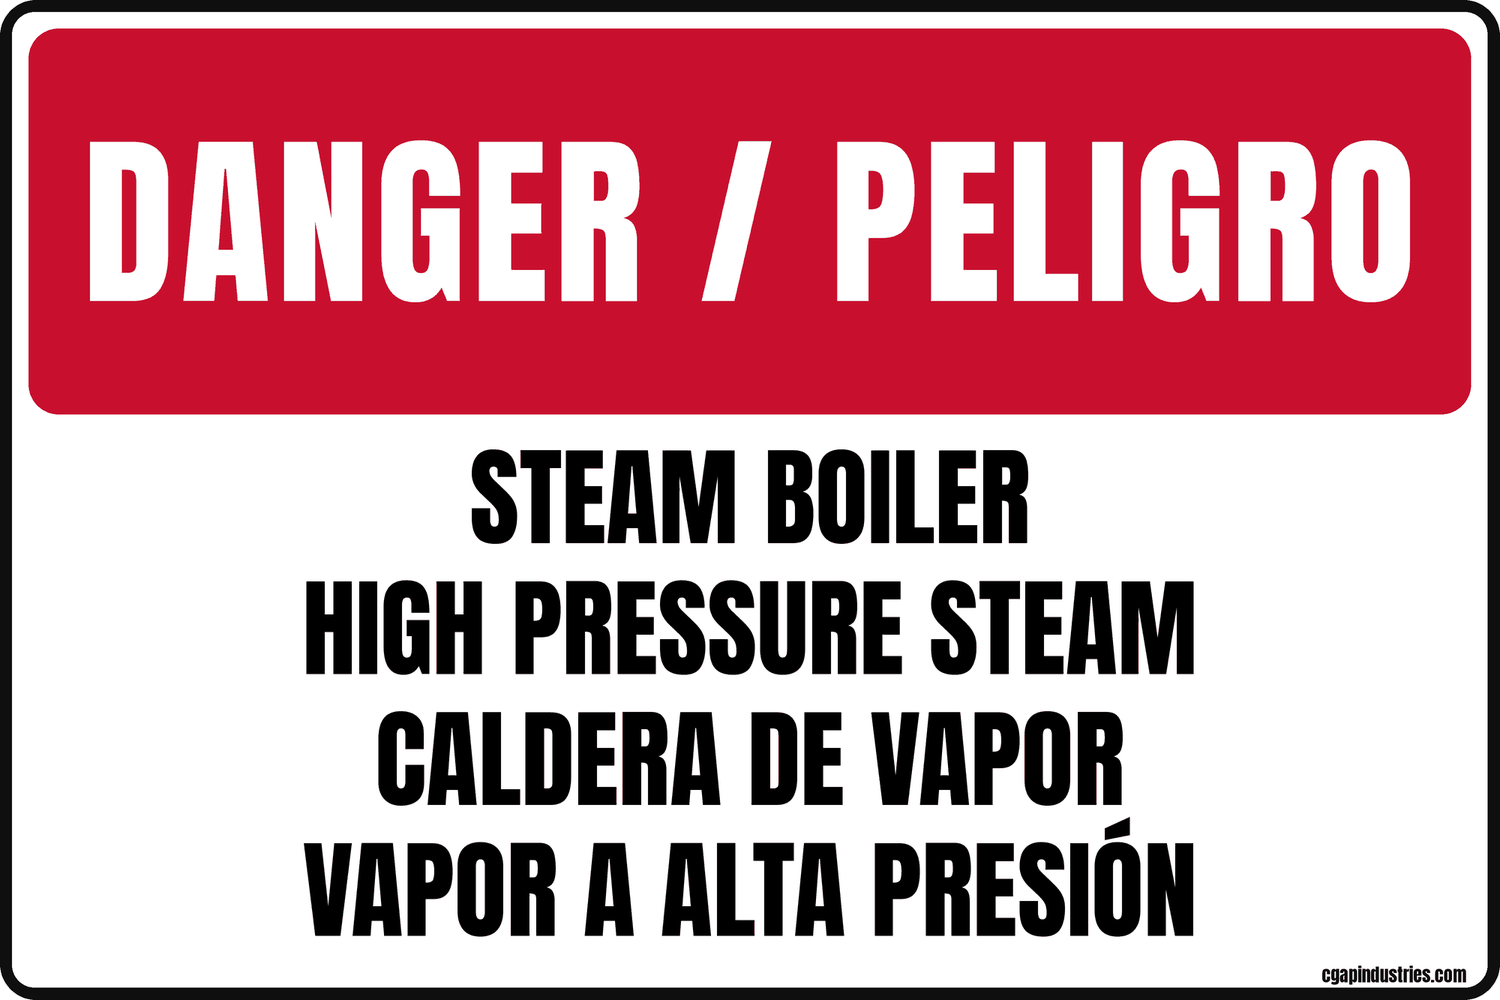 DANGER / PELIGRO
STEAM BOILER
HIGH PRESSURE STEAM
CALDERA DE VAPOR
VAPOR A ALTA PRESIÓN
cgapindustries.com